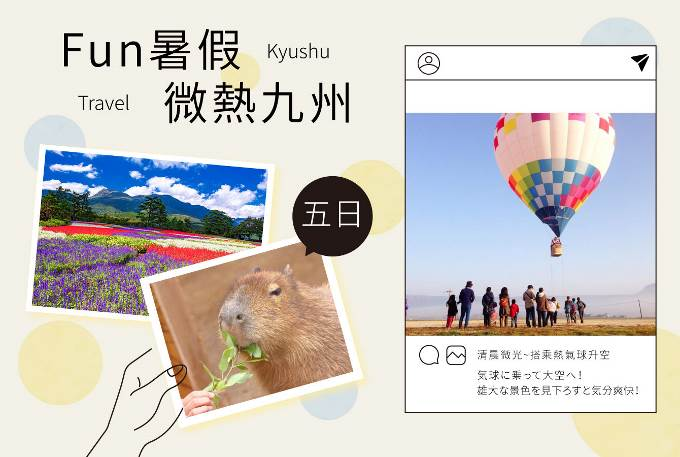 Fun暑假
Kyushu
Travel
微熱九州
五日
清晨微光~搭乘熱氣球升空
気球に乗って大空へ!
雄大な景色を見下ろすと気分爽快!